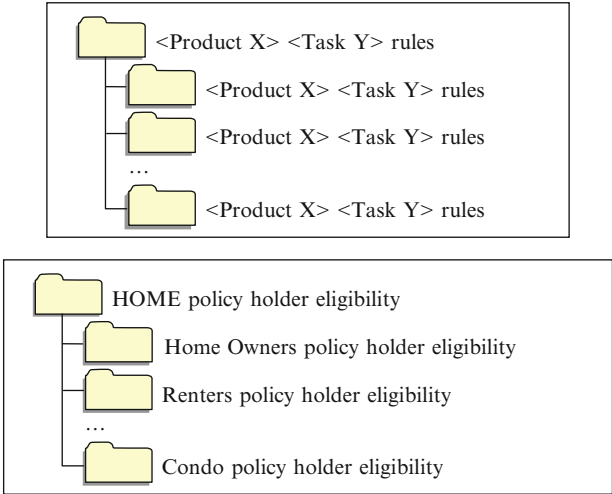 <Product X> <Task Y> rules
<Product X> <Task Y> rules
<Product X> <Task Y> rules
…
<Product X> <Task Y> rules
HOME policy holder eligibility
Home Owners policy holder eligibility
Renters policy holder eligibility
…
Condo policy holder eligibility